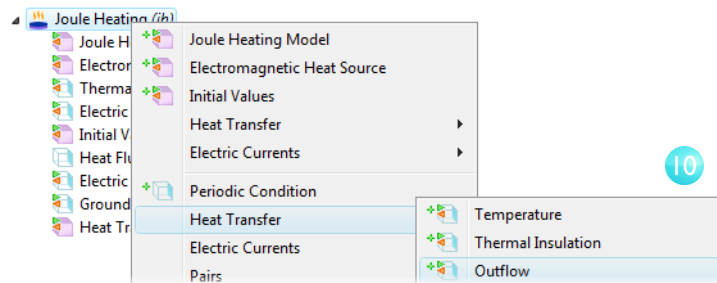 Joule Heating (jh)
Joule H
Electror
Therma
Electric
Initial V
Heat Flu
Electric
Ground
Heat Tr
Joule Heating Model
Electromagnetic Heat Source
Initial Values
Heat Transfer
Electric Currents
Periodic Condition
Heat Transfer
Electric Currents
Pairs
10
Temperature
Thermal Insulation
Outflow